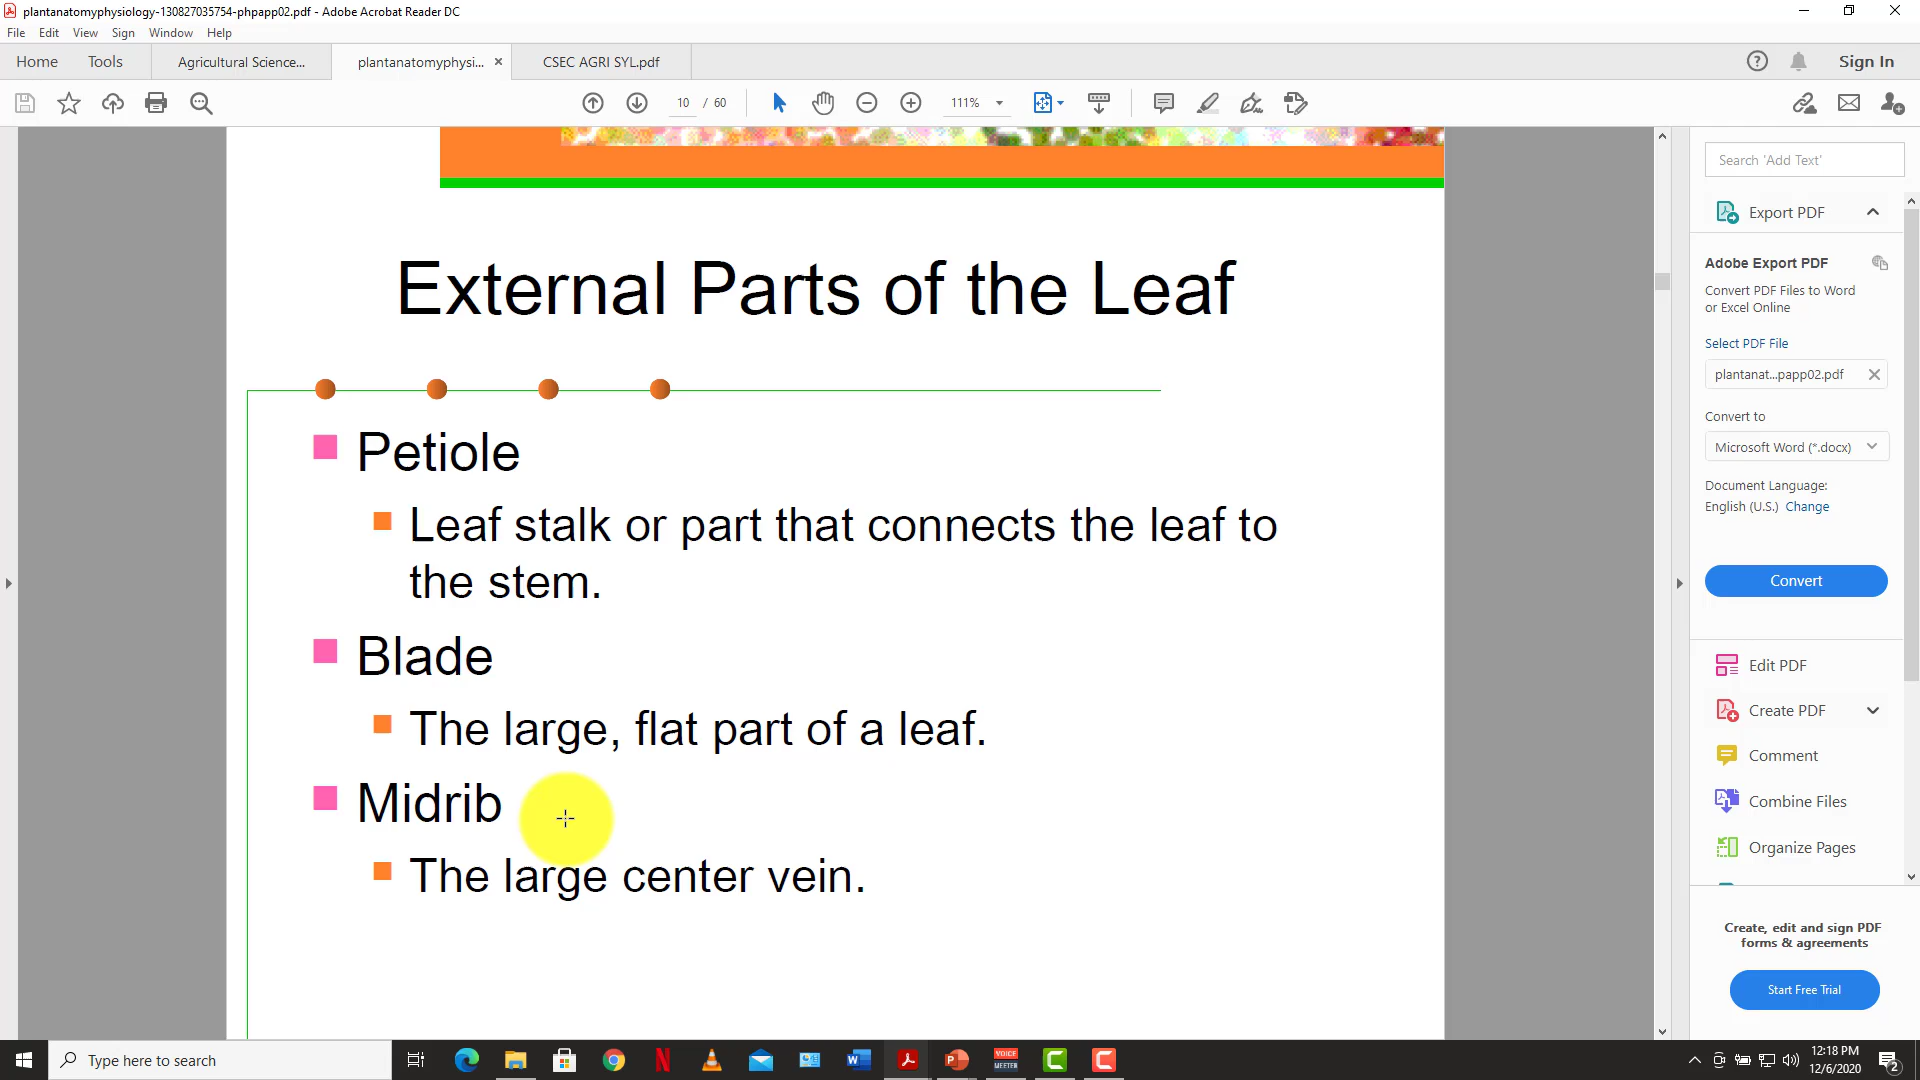 plantanatomyphysiology-130827035754-phpapp02.pdf - Adobe Acrobat Reader DC
File Edit View Sign Window Help
Home Tools Agricultural Science... plantanatomyphysi... CSEC AGRI SYL.pdf Sign In
10 / 60 111%
External Parts of the Leaf
Petiole
Leaf stalk or part that connects the leaf to
the stem.
Blade
The large, flat part of a leaf.
Midrib
The large center vein.
Search 'Add Text'
Export PDF
Adobe Export PDF
Convert PDF Files to Word
or Excel Online
Select PDF File
plantanat...papp02.pdf
Convert to
Microsoft Word (*.docx)
Document Language:
English (U.S.) Change
Convert
Edit PDF
Create PDF
Comment
Combine Files
Organize Pages
Create, edit and sign PDF
forms & agreements
Start Free Trial
Type here to search
VOICE
MEETER
12:18 PM
12/6/2020
2